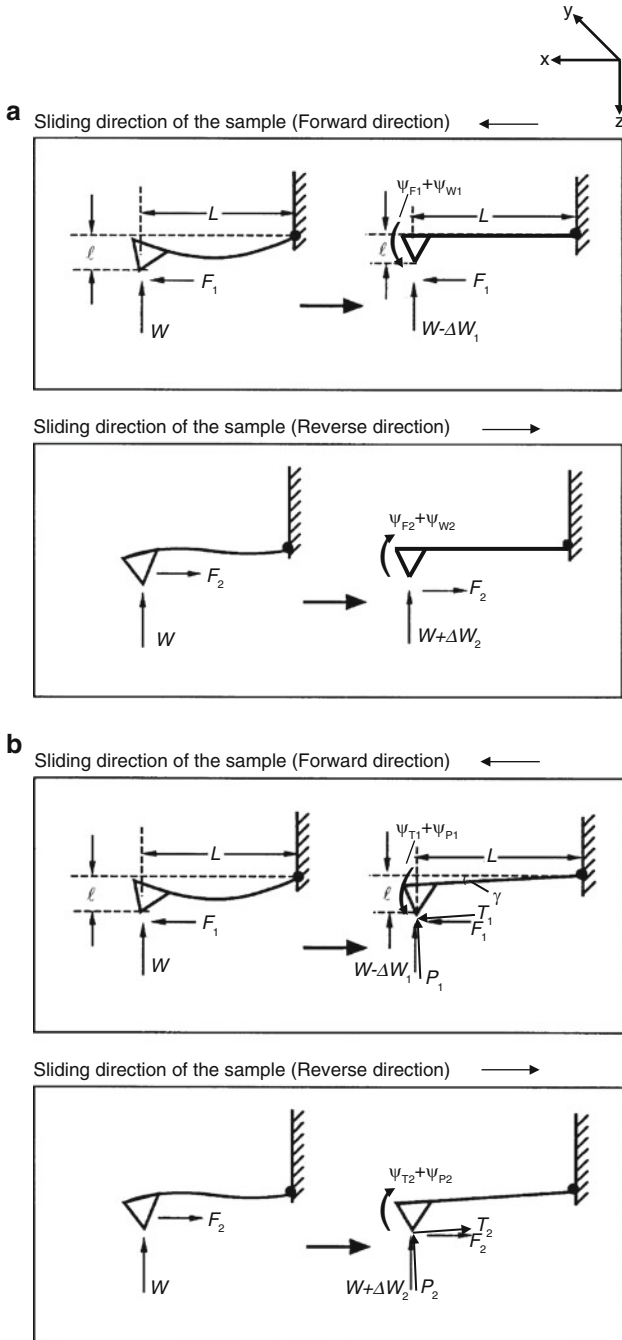 y
x
z
a
Sliding direction of the sample (Forward direction)
L
ℓ
F₁
W
ψF1+ψW1
L
ℓ
F₁
W-ΔW₁
Sliding direction of the sample (Reverse direction)
F₂
W
ψF2+ψW2
F₂
W+ΔW₂
b
Sliding direction of the sample (Forward direction)
L
ℓ
F₁
W
ψT1+ψP1
L
ℓ
γ
T₁
F₁
W-ΔW₁
P₁
Sliding direction of the sample (Reverse direction)
F₂
W
ψT2+ψP2
T₂
F₂
W+ΔW₂
P₂